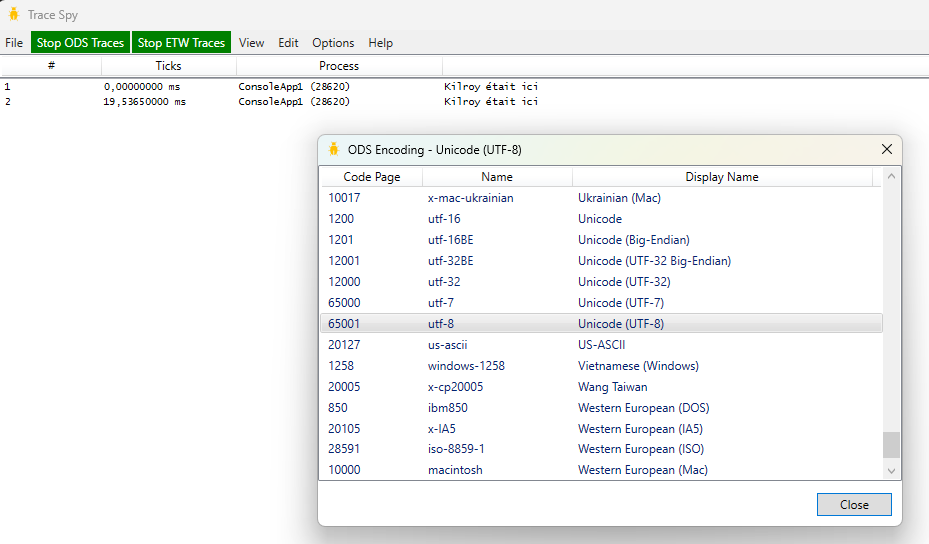 Trace Spy
File Stop ODS Traces Stop ETW Traces View Edit Options Help
# Ticks Process
1 0,00000000 ms ConsoleApp1 (28620) Kilroy était ici
2 19,53650000 ms ConsoleApp1 (28620) Kilroy était ici
ODS Encoding - Unicode (UTF-8)
Code Page Name Display Name
10017 x-mac-ukrainian Ukrainian (Mac)
1200 utf-16 Unicode
1201 utf-16BE Unicode (Big-Endian)
12001 utf-32BE Unicode (UTF-32 Big-Endian)
12000 utf-32 Unicode (UTF-32)
65000 utf-7 Unicode (UTF-7)
65001 utf-8 Unicode (UTF-8)
20127 us-ascii US-ASCII
1258 windows-1258 Vietnamese (Windows)
20005 x-cp20005 Wang Taiwan
850 ibm850 Western European (DOS)
20105 x-IA5 Western European (IA5)
28591 iso-8859-1 Western European (ISO)
10000 macintosh Western European (Mac)
Close